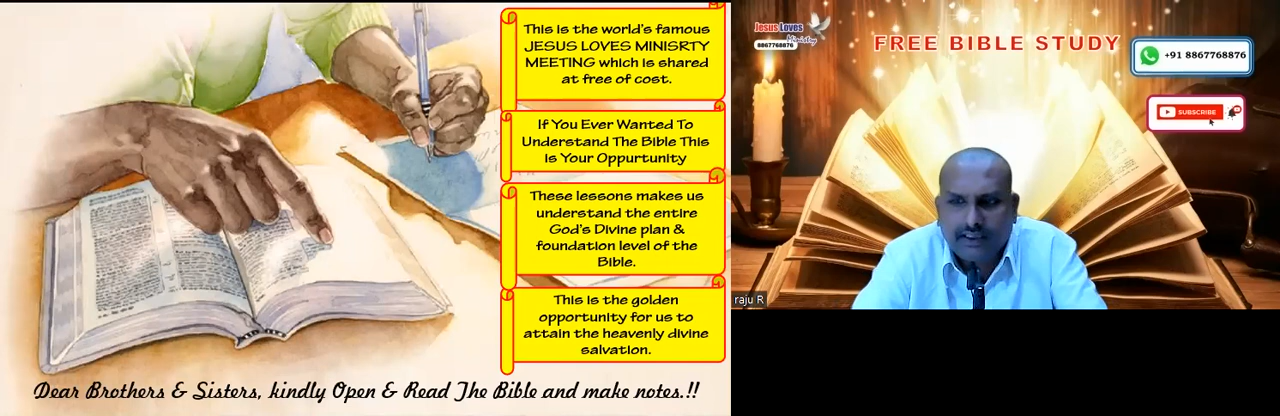 This is the world's famous
JESUS LOVES MINISRTY
MEETING which is shared
at free of cost.
If You Ever Wanted To
Understand The Bible This
is Your Oppurtunity
These lessons makes us
understand the entire
God's Divine plan &
foundation level of the
Bible.
This is the golden
opportunity for us to
attain the heavenly divine
salvation.
Dear Brothers & Sisters, kindly Open & Read The Bible and make notes.!!
Jesus Loves
Ministry
8867768876
FREE BIBLE STUDY
+91 8867768876
SUBSCRIBE
raju R